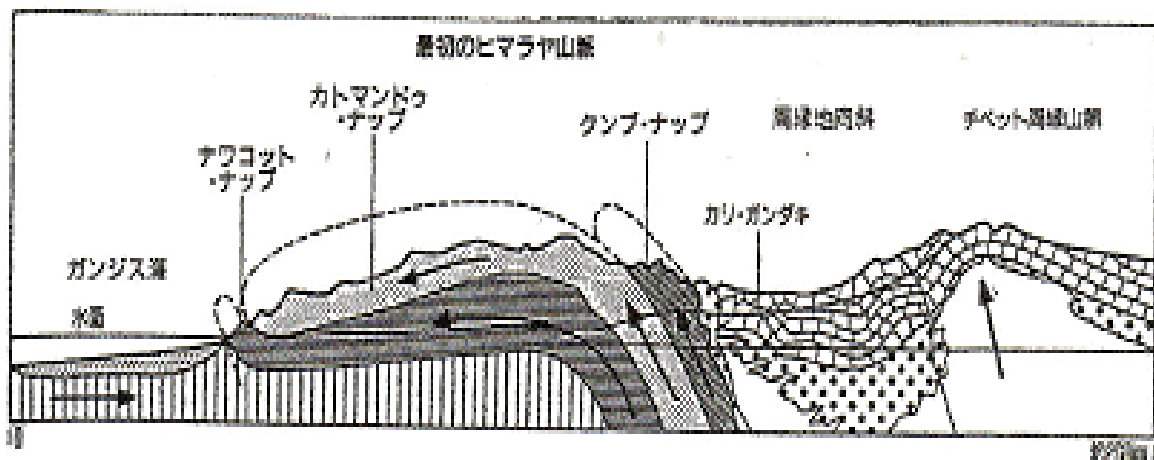 最初のヒマラヤ山脈
カトマンドゥ
・ナップ
クンブ・ナップ
周縁地向斜
チベット周縁山脈
ナワコット
・ナップ
カリ・ガンダキ
ガンジス海
水面